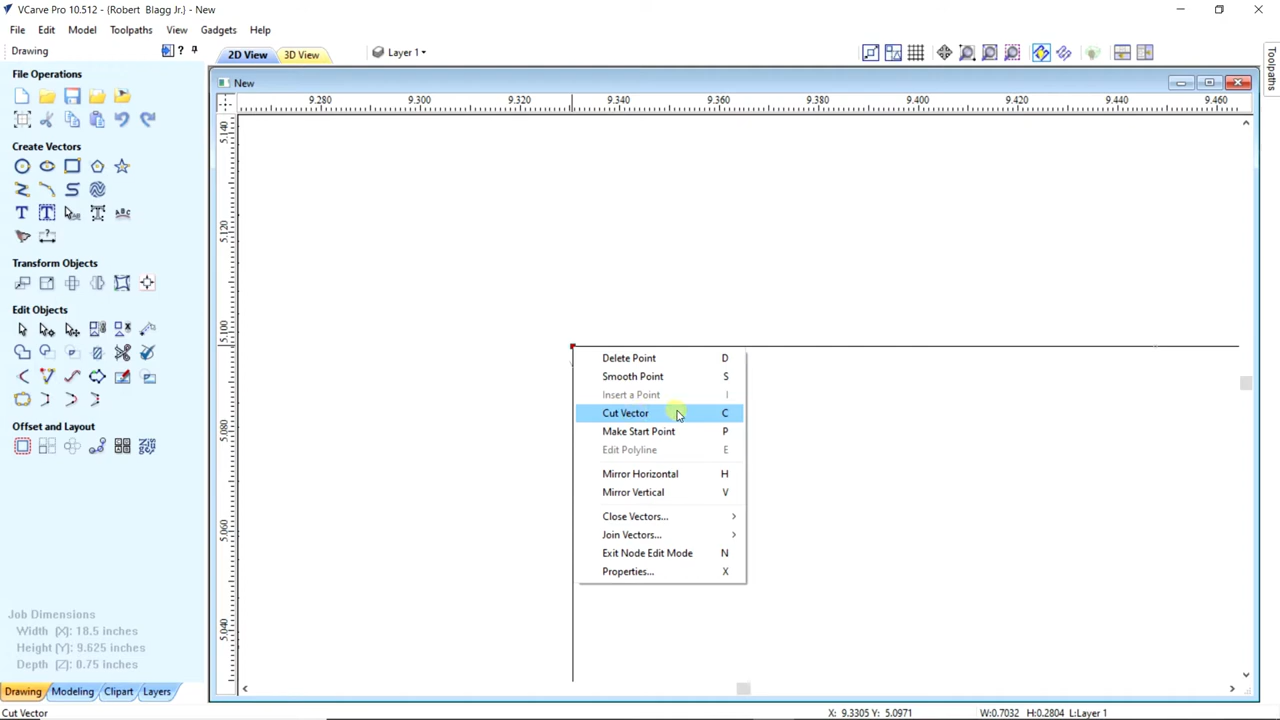 VCarve Pro 10.512 - (Robert Blagg Jr.) - New
File Edit Model Toolpaths View Gadgets Help
Drawing
2D View 3D View Layer 1
Toolpaths
File Operations
New
9.280 9.300 9.320 9.340 9.360 9.380 9.400 9.420 9.440 9.460
5.140
5.120
5.100
5.080
5.060
5.040
Create Vectors
Transform Objects
Edit Objects
Offset and Layout
Delete Point D
Smooth Point S
Insert a Point I
Cut Vector C
Make Start Point P
Edit Polyline E
Mirror Horizontal H
Mirror Vertical V
Close Vectors...
Join Vectors...
Exit Node Edit Mode N
Properties... X
Job Dimensions
Width (X): 18.5 inches
Height (Y): 9.625 inches
Depth (Z): 0.75 inches
Drawing Modeling Clipart Layers
Cut Vector X: 9.3305 Y: 5.0971 W:0.7032 H:0.2804 L:Layer 1